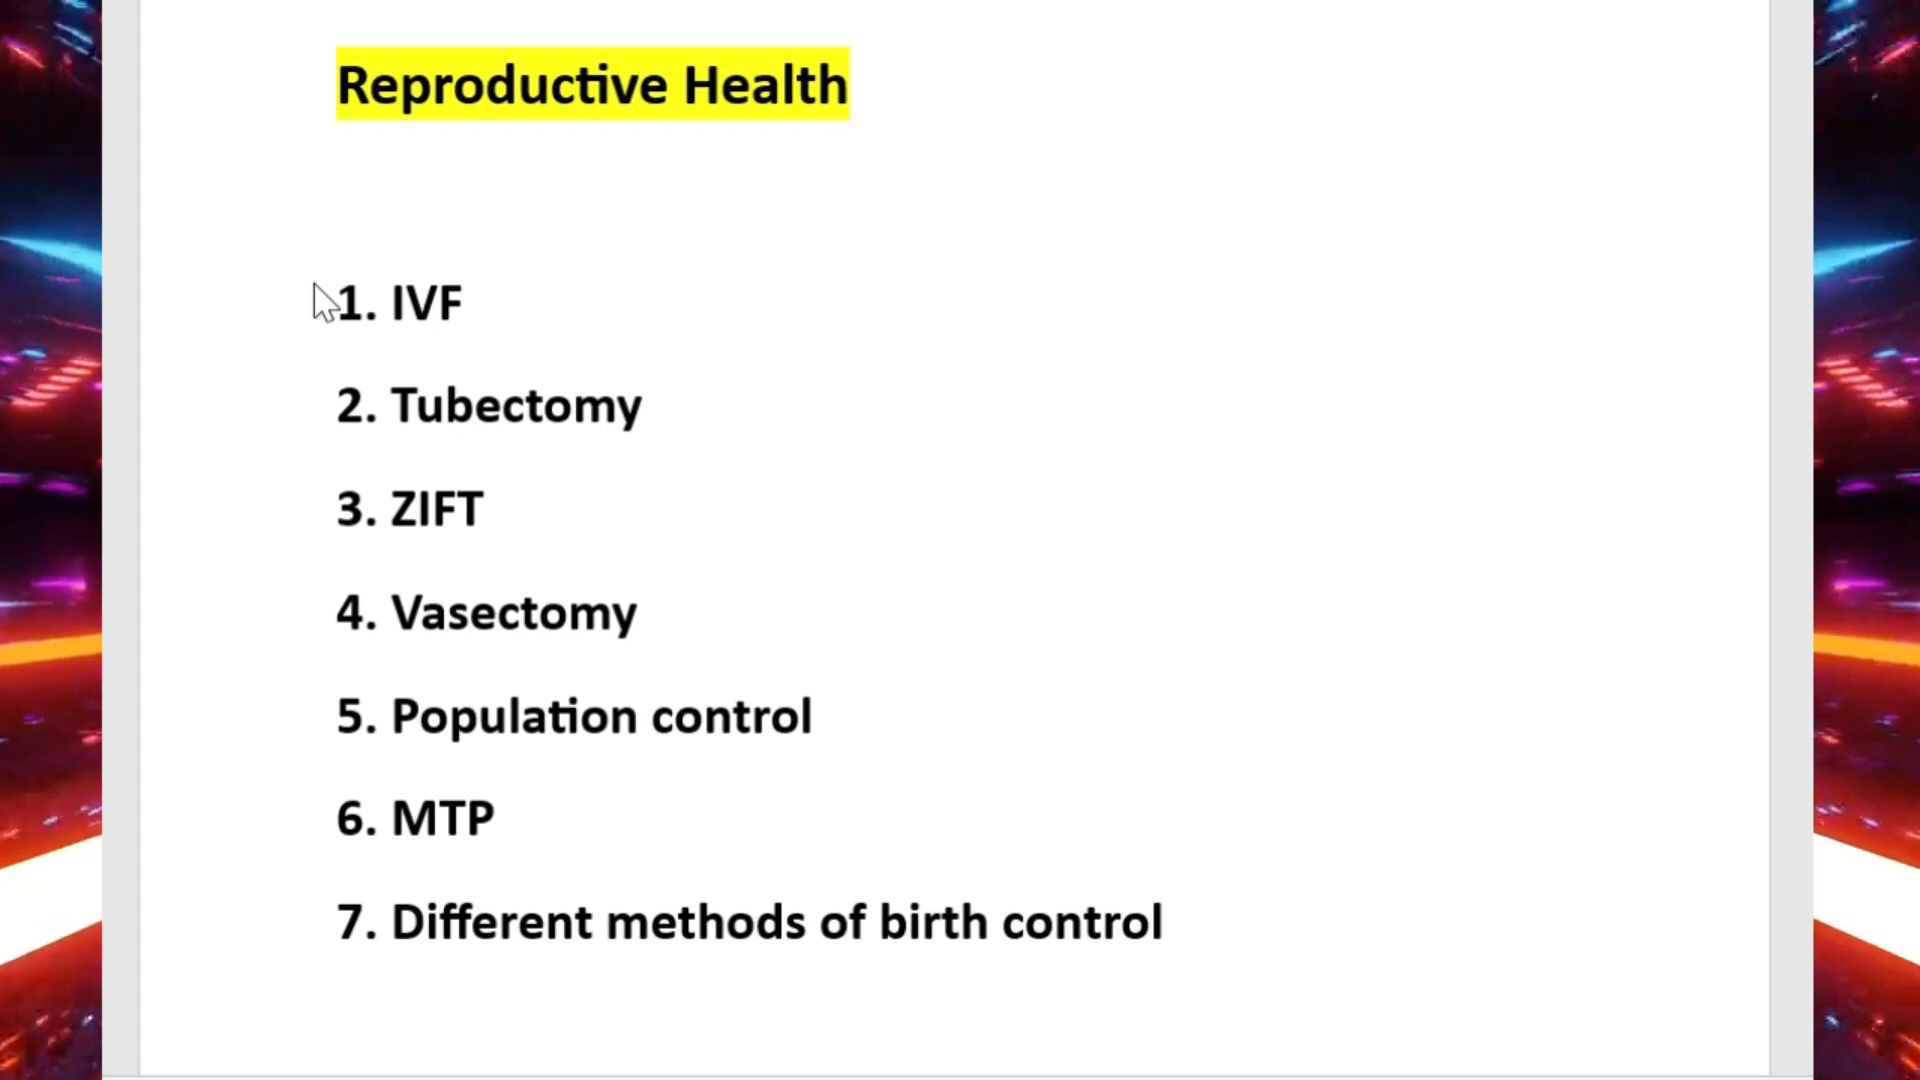 Reproductive Health
1. IVF
2. Tubectomy
3. ZIFT
4. Vasectomy
5. Population control
6. MTP
7. Different methods of birth control